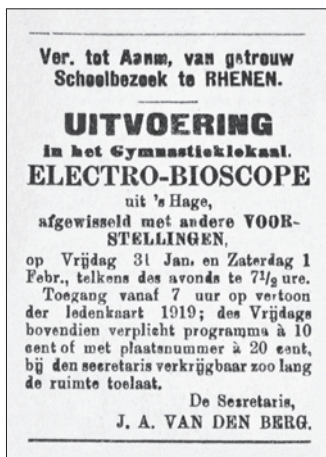 Ver. tot Aanm. van getrouw
Schoolbezoek te RHENEN.
UITVOERING
in het Gymnastieklokaal.
ELECTRO-BIOSCOPE
uit 's Hage,
afgewisseld met andere VOOR-
STELLINGEN,
op Vrijdag 31 Jan. en Zaterdag 1
Febr., telkens des avonds te 7 1/2 ure.
Toegang vanaf 7 uur op vertoon
der ledenkaart 1919; des Vrijdags
bovendien verplicht programma à 10
cent of met plaatsnummer à 20 cent,
bij den secretaris verkrijgbaar zoo lang
de ruimte toelaat.
De Secretaris,
J. A. VAN DEN BERG.